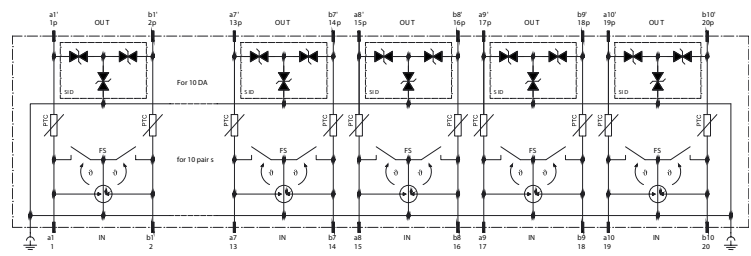 a1' OUT b1' a7' OUT b7' a8' OUT b8' a9' OUT b9' a10' OUT b10'
1p 2p 13p 14p 15p 16p 17p 18p 19p 20p
For 10 DA
SID SID SID SID SID
PTC PTC PTC PTC PTC PTC PTC PTC PTC PTC
FS FS FS FS FS
for 10 pair s
ϑ ϑ ϑ ϑ ϑ ϑ ϑ ϑ ϑ ϑ
a1 IN b1' a7 IN b7 a8 IN b8 a9 IN b9 a10 IN b10
1 2 13 14 15 16 17 18 19 20